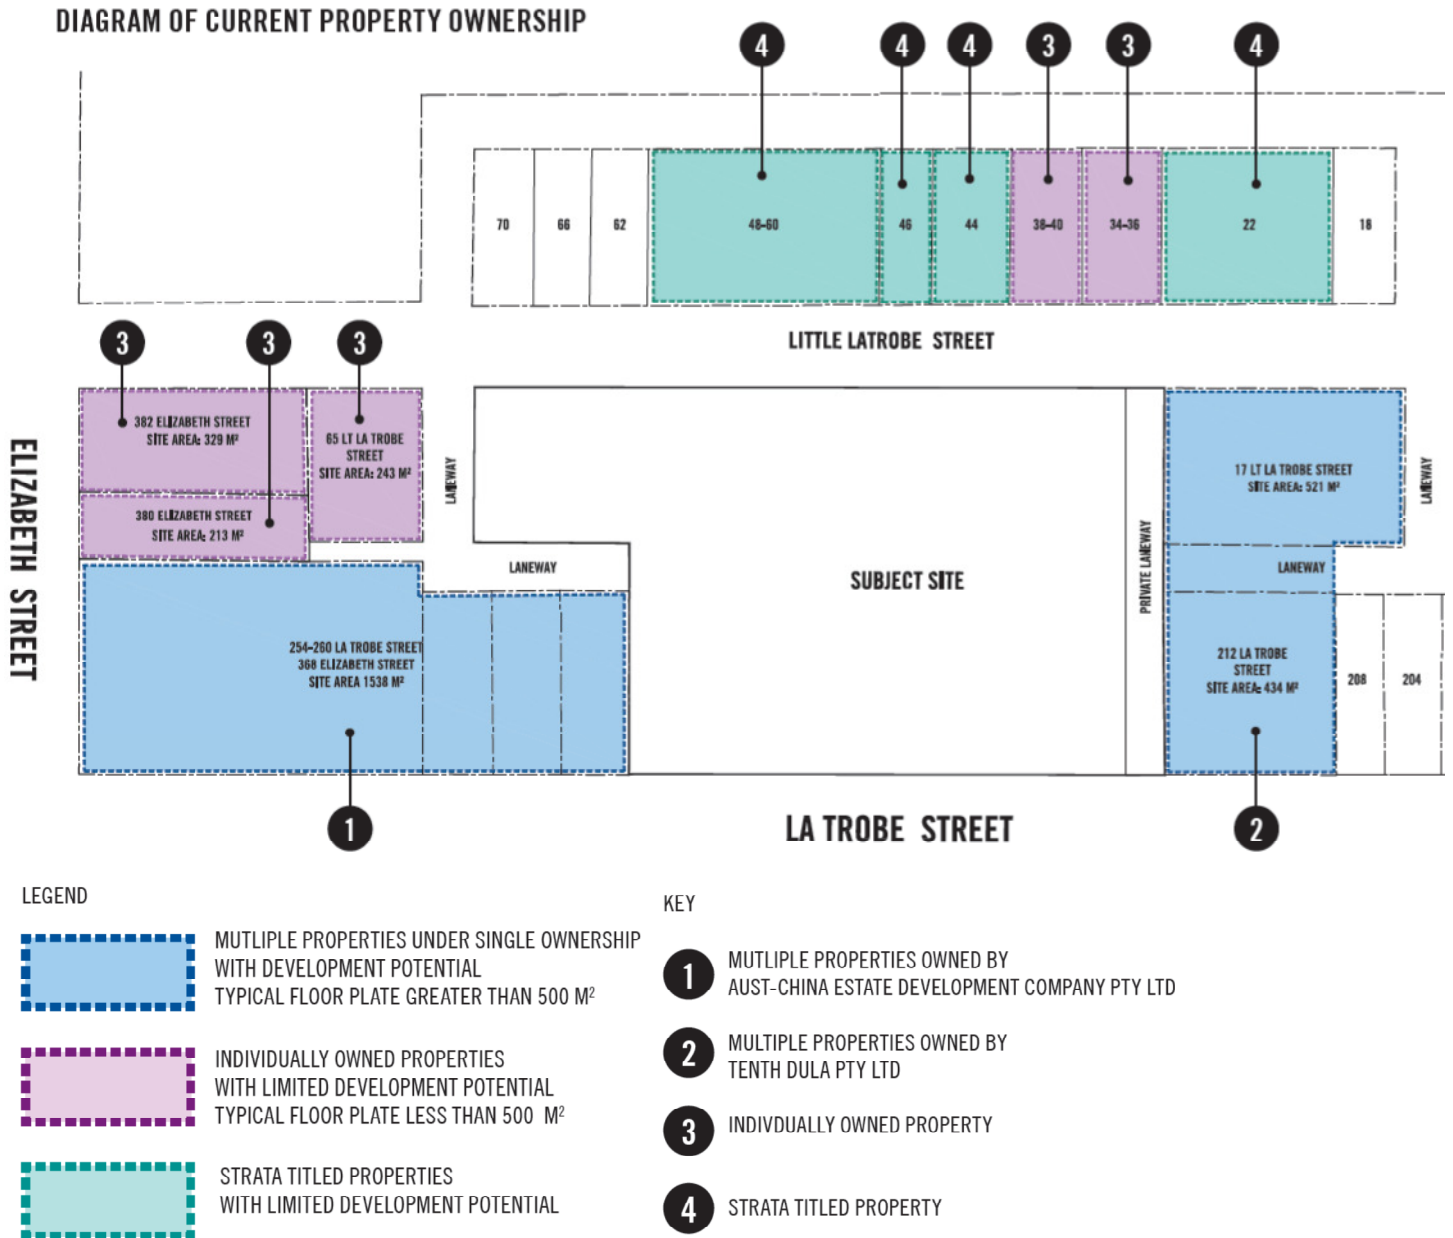 DIAGRAM OF CURRENT PROPERTY OWNERSHIP
4
4
4
3
3
4
70
66
62
48-60
46
44
38-40
34-36
22
18
LITTLE LATROBE STREET
3
3
3
382 ELIZABETH STREET
SITE AREA: 329 M²
65 LT LA TROBE
STREET
SITE AREA: 243 M²
380 ELIZABETH STREET
SITE AREA: 213 M²
LANEWAY
LANEWAY
ELIZABETH STREET
254-260 LA TROBE STREET
368 ELIZABETH STREET
SITE AREA 1538 M²
SUBJECT SITE
PRIVATE LANEWAY
17 LT LA TROBE STREET
SITE AREA: 521 M²
LANEWAY
LANEWAY
212 LA TROBE
STREET
SITE AREA: 434 M²
208
204
1
LA TROBE STREET
2
LEGEND
MUTLIPLE PROPERTIES UNDER SINGLE OWNERSHIP
WITH DEVELOPMENT POTENTIAL
TYPICAL FLOOR PLATE GREATER THAN 500 M²
INDIVIDUALLY OWNED PROPERTIES
WITH LIMITED DEVELOPMENT POTENTIAL
TYPICAL FLOOR PLATE LESS THAN 500 M²
STRATA TITLED PROPERTIES
WITH LIMITED DEVELOPMENT POTENTIAL
KEY
1 MUTLIPLE PROPERTIES OWNED BY
AUST-CHINA ESTATE DEVELOPMENT COMPANY PTY LTD
2 MULTIPLE PROPERTIES OWNED BY
TENTH DULA PTY LTD
3 INDIVDUALLY OWNED PROPERTY
4 STRATA TITLED PROPERTY